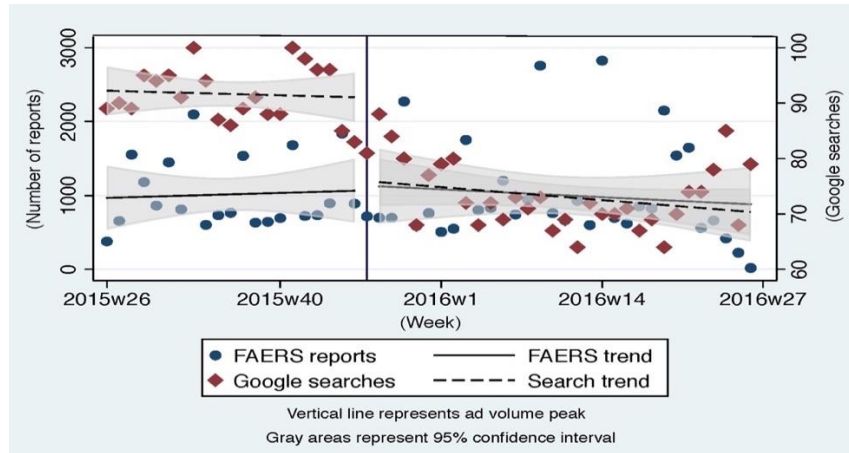 (Number of reports)
3000
2000
1000
0
(Google searches)
100
90
80
70
60
2015w26 2015w40 2016w1 2016w14 2016w27
(Week)
FAERS reports FAERS trend
Google searches Search trend
Vertical line represents ad volume peak
Gray areas represent 95% confidence interval